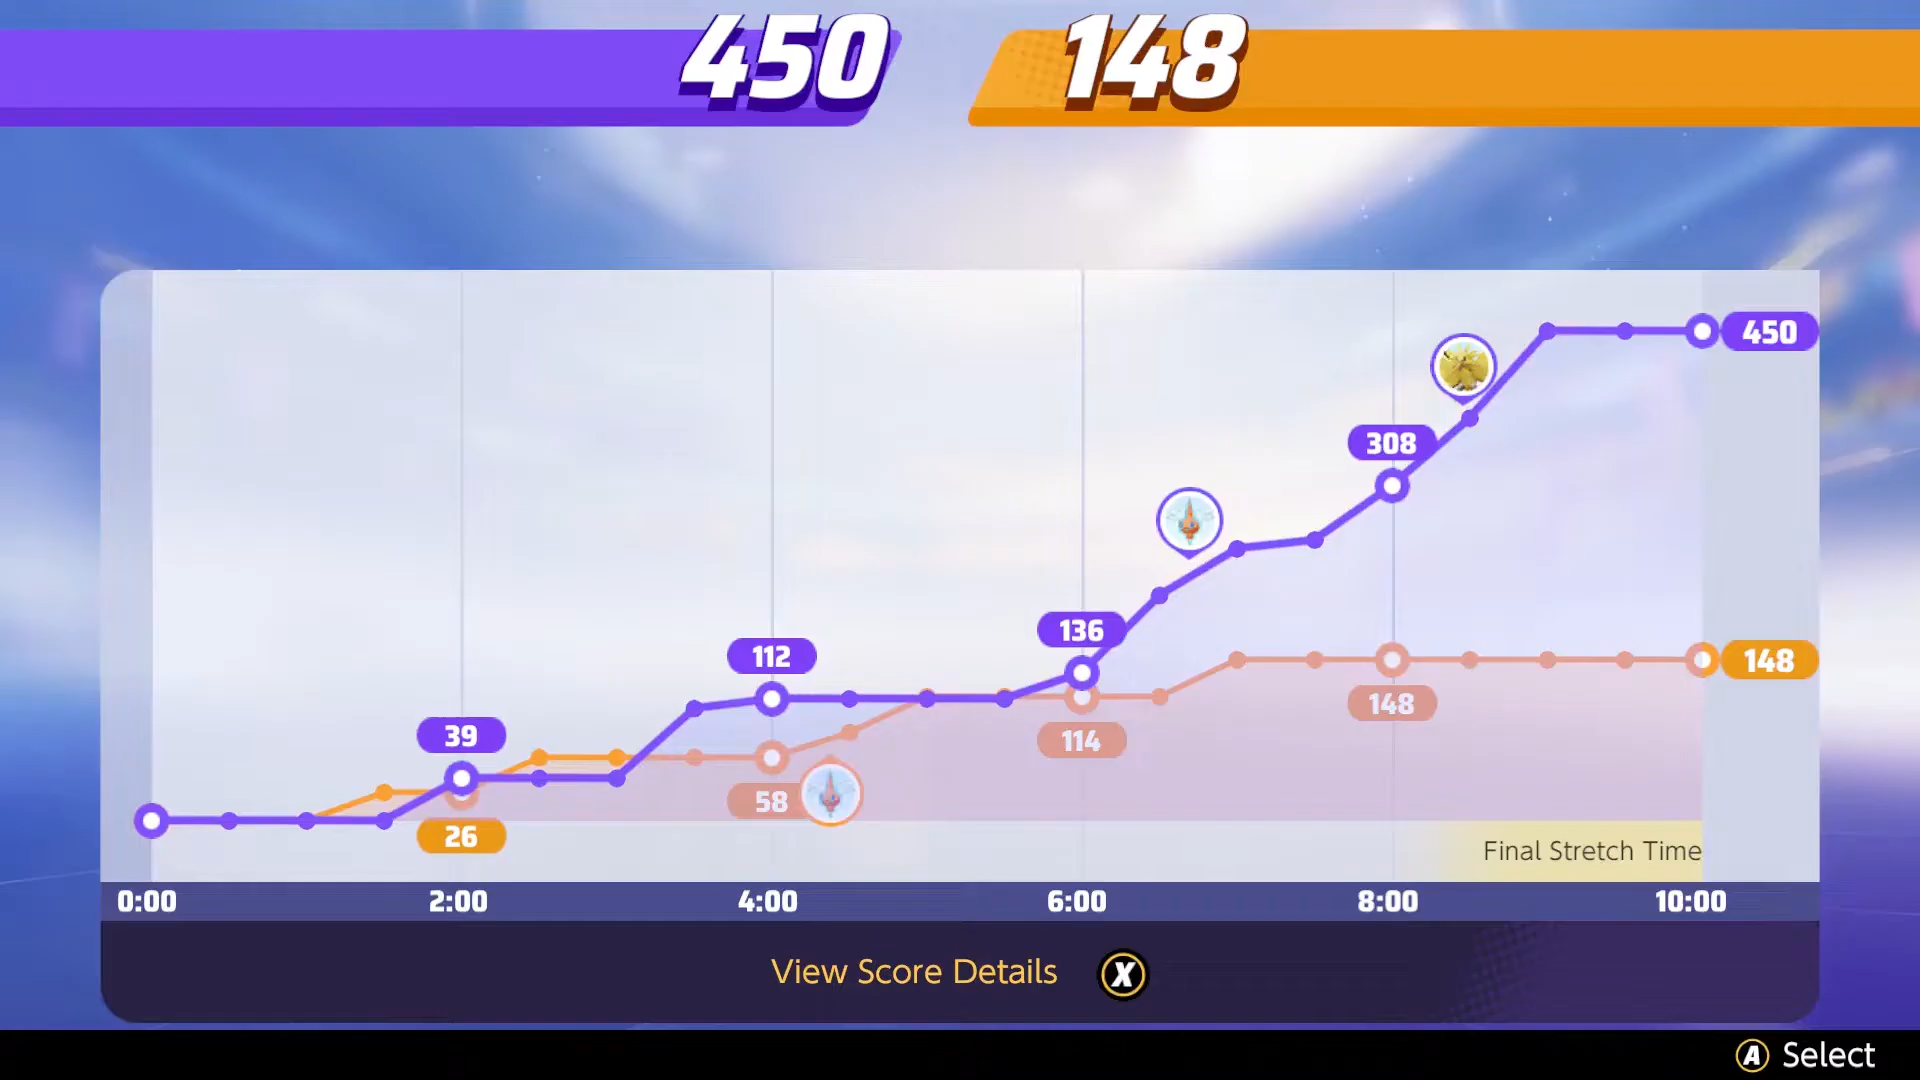 450 148
450
308
136
112
148
39
114
148
58
26
Final Stretch Time
0:00 2:00 4:00 6:00 8:00 10:00
View Score Details X
A Select